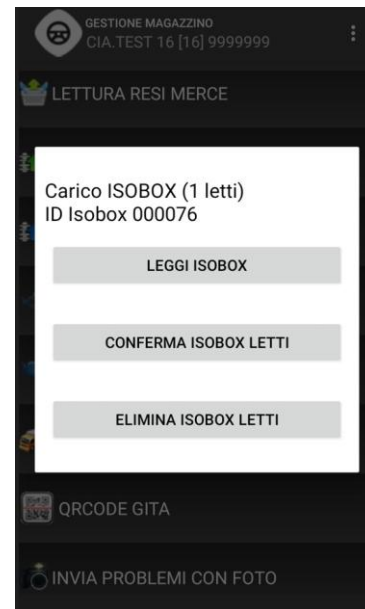 GESTIONE MAGAZZINO
CIA.TEST 16 [16] 9999999
LETTURA RESI MERCE
Carico ISOBOX (1 letti)
ID Isobox 000076
LEGGI ISOBOX
CONFERMA ISOBOX LETTI
ELIMINA ISOBOX LETTI
QRCODE GITA
INVIA PROBLEMI CON FOTO